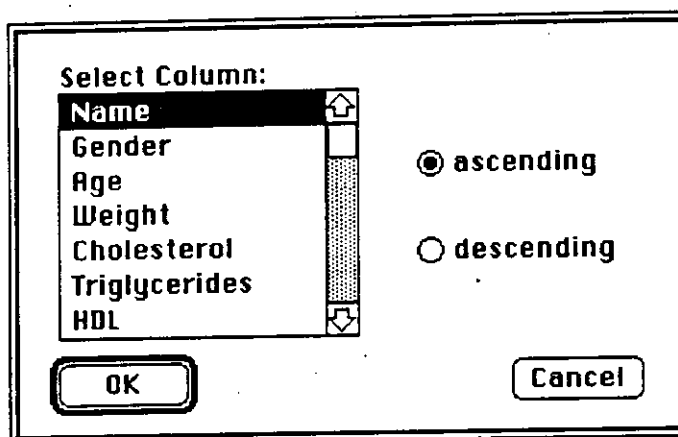 Select Column:
Name
Gender
Age
Weight
Cholesterol
Triglycerides
HDL
ascending
descending
OK
Cancel